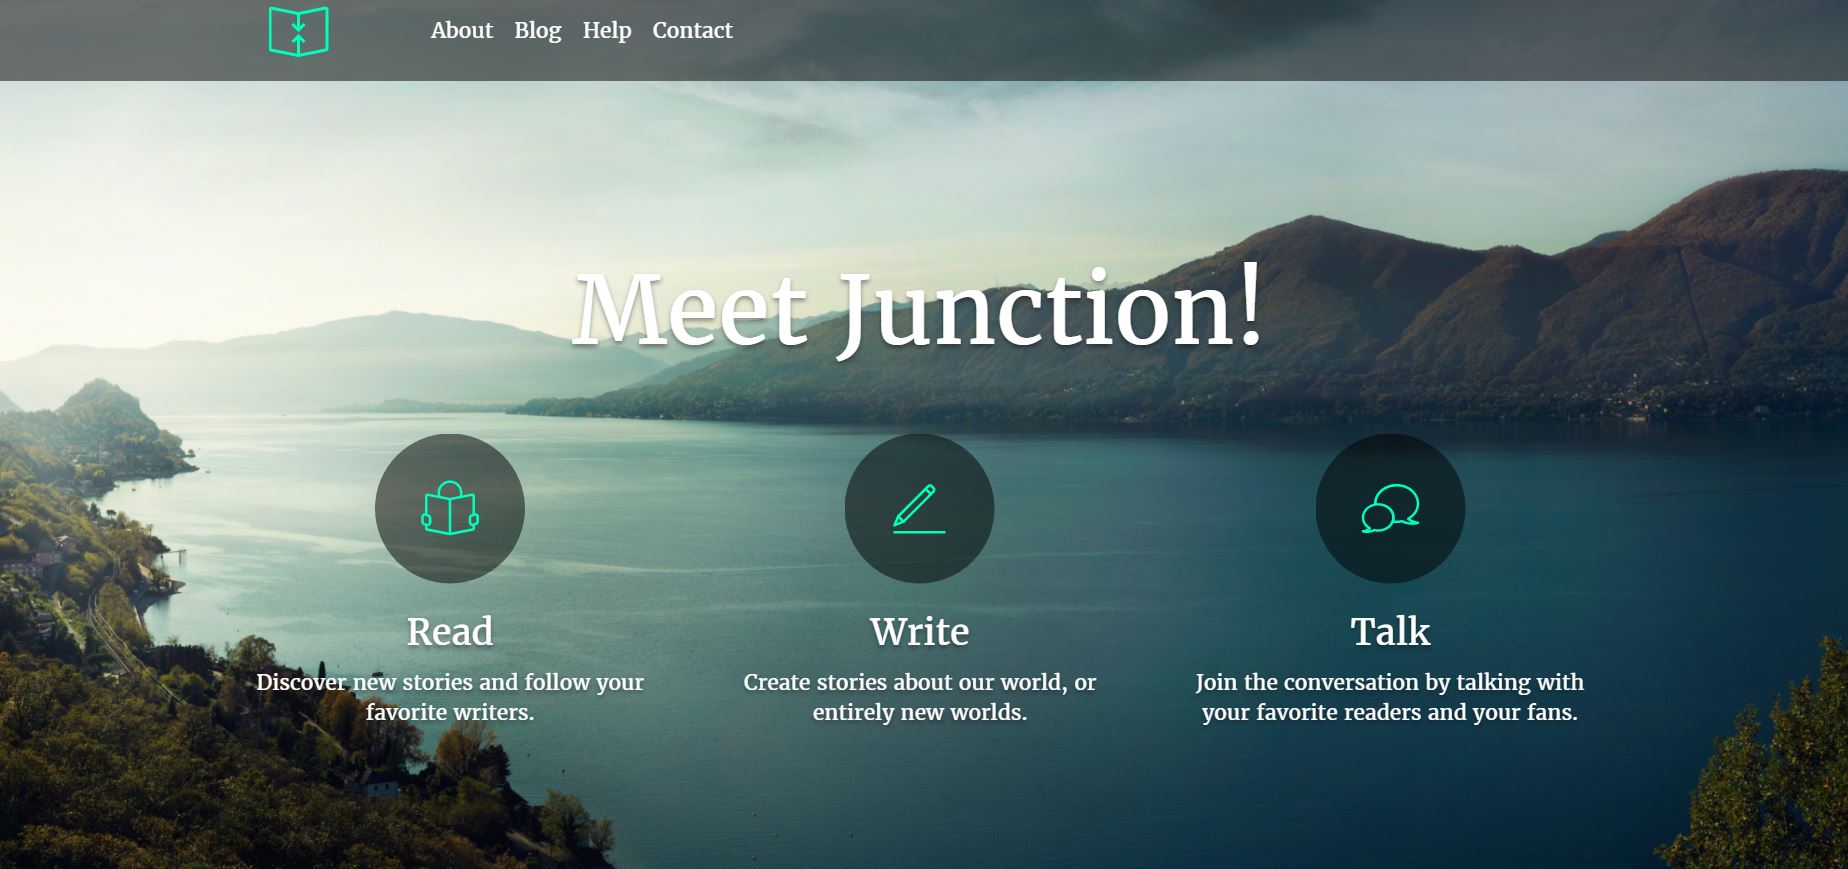 About Blog Help Contact
Meet Junction!
Read
Discover new stories and follow your
favorite writers.
Write
Create stories about our world, or
entirely new worlds.
Talk
Join the conversation by talking with
your favorite readers and your fans.